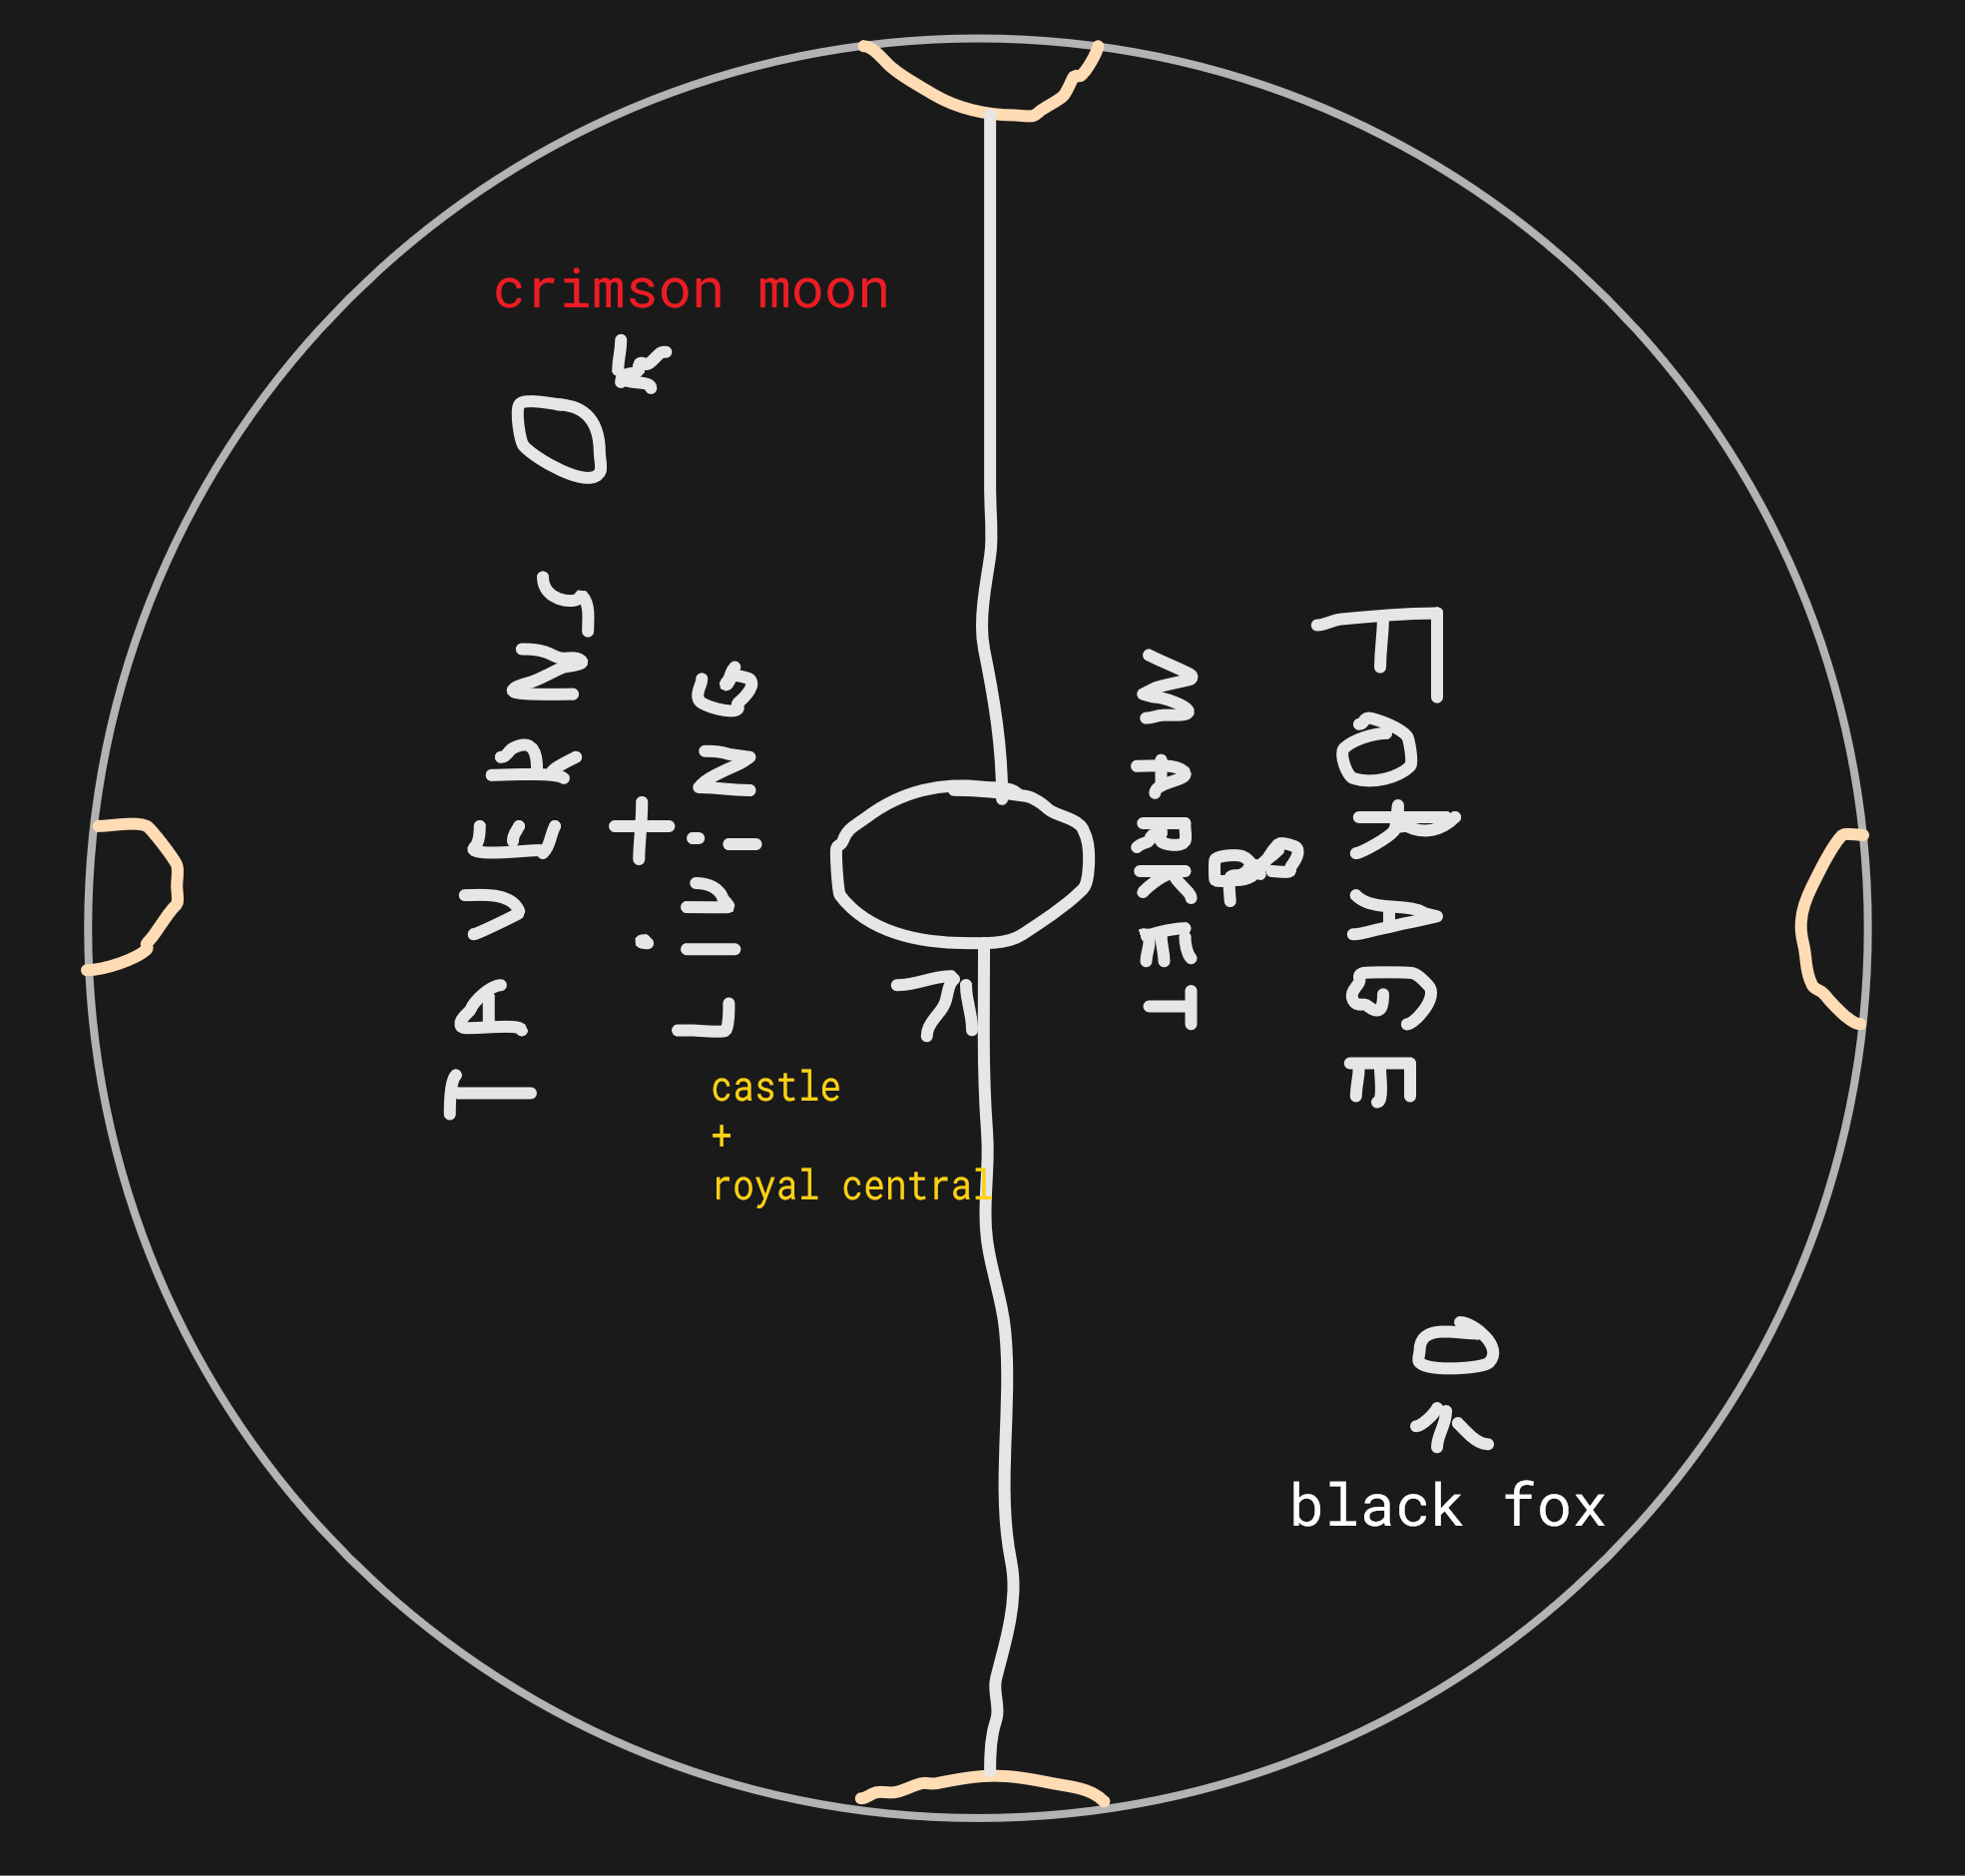 crimson moon
TAVERNS
+
LIVING
MARKET
&
FORAGE
castle
+
royal central
black fox